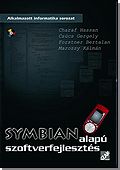 Alkalmazott informatika sorozat
Charaf Hassan
Csúcs Gergely
Forstner Bertalan
Marossy Kálmán
SYMBIAN alapú
szoftverfejlesztés